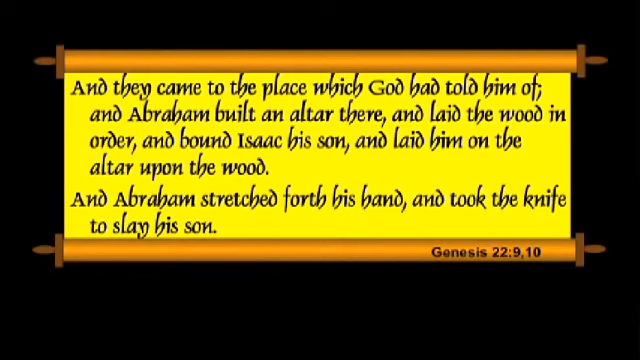 And they came to the place which God had told him of;
and Abraham built an altar there, and laid the wood in
order, and bound Isaac his son, and laid him on the
altar upon the wood.
And Abraham stretched forth his hand, and took the knife
to slay his son.
Genesis 22:9,10